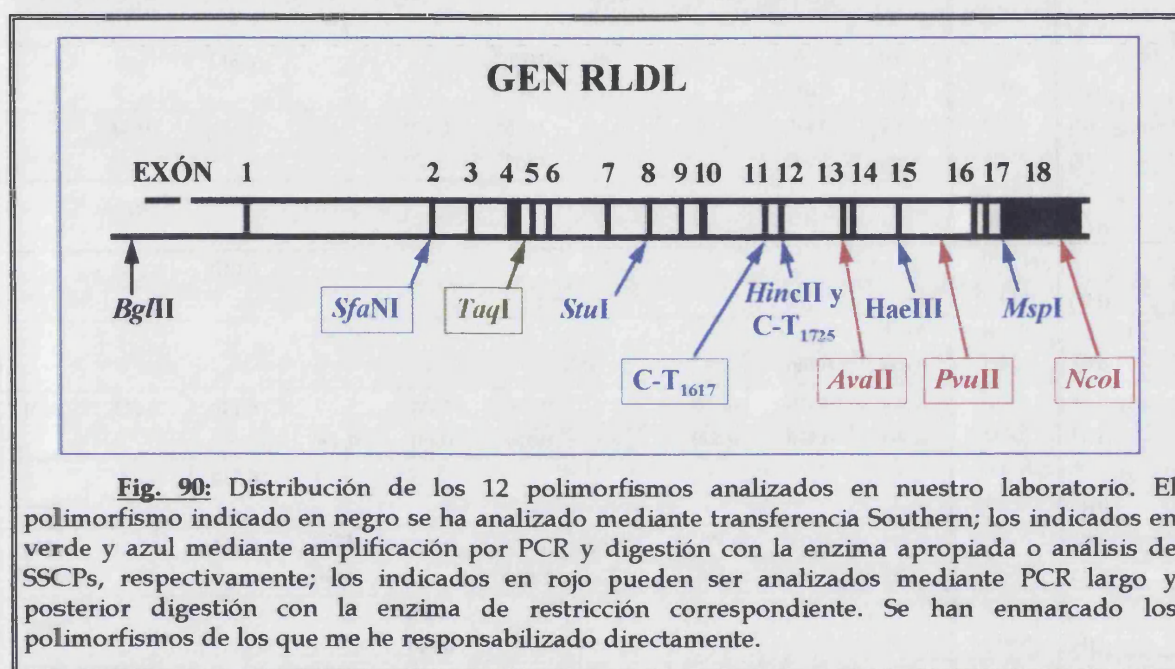 GEN RLDL
EXÓN 1 2 3 4 5 6 7 8 9 10 11 12 13 14 15 16 17 18
BglII SfaNI TaqI StuI HincII y HaeIII MspI
C-T1725
C-T1617 AvaII PvuII NcoI
Fig. 90: Distribución de los 12 polimorfismos analizados en nuestro laboratorio. El
polimorfismo indicado en negro se ha analizado mediante transferencia Southern; los indicados en
verde y azul mediante amplificación por PCR y digestión con la enzima apropiada o análisis de
SSCPs, respectivamente; los indicados en rojo pueden ser analizados mediante PCR largo y
posterior digestión con la enzima de restricción correspondiente. Se han enmarcado los
polimorfismos de los que me he responsabilizado directamente.